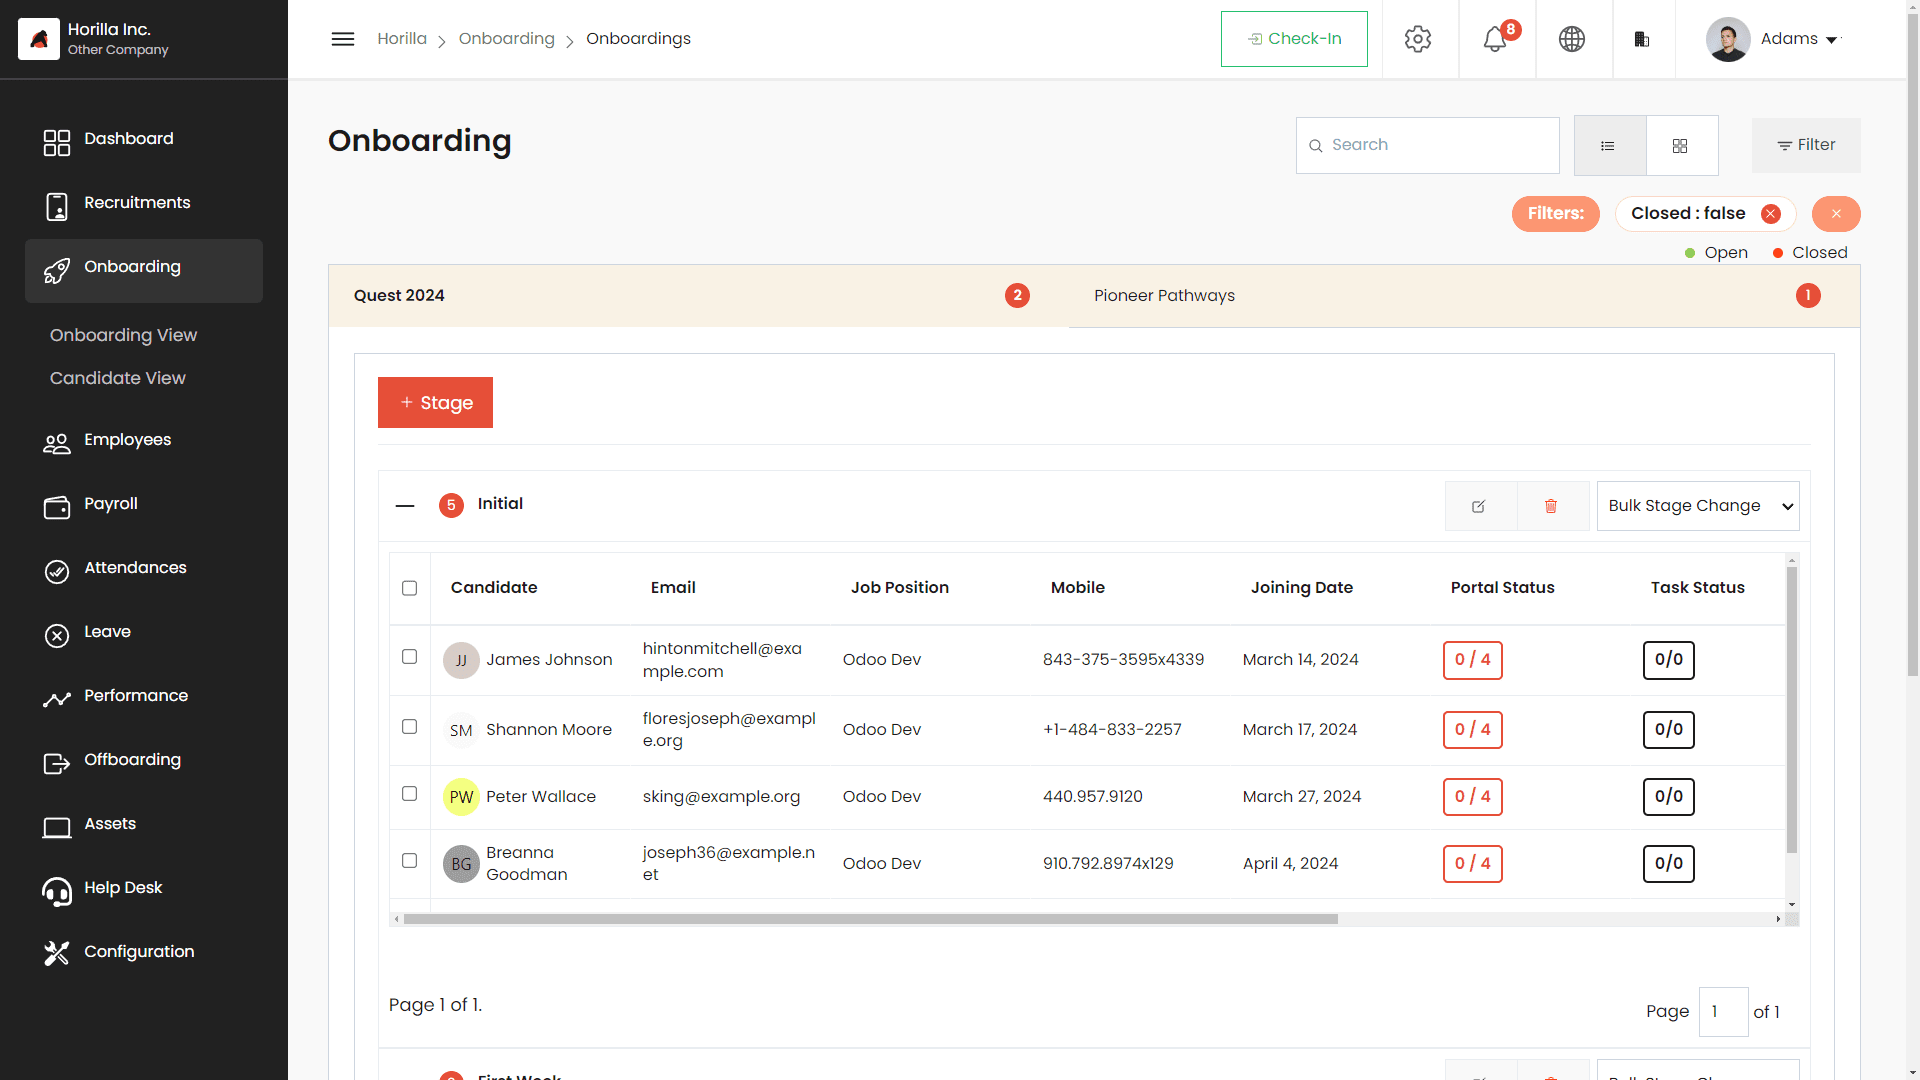 Horilla Inc.
Other Company
Horilla
Onboarding
Onboardings
Check-In
8
Adams
Dashboard
Recruitments
Onboarding
Onboarding View
Candidate View
Employees
Payroll
Attendances
Leave
Performance
Offboarding
Assets
Help Desk
Configuration
Onboarding
Search
Filter
Filters:
Closed : false
Open
Closed
Quest 2024
2
Pioneer Pathways
1
+ Stage
5
Initial
Bulk Stage Change
Candidate Email Job Position Mobile Joining Date Portal Status Task Status
JJ James Johnson hintonmitchell@exa Odoo Dev 843-375-3595x4339 March 14, 2024 0 / 4 0/0
mple.com
SM Shannon Moore floresjoseph@exampl Odoo Dev +1-484-833-2257 March 17, 2024 0 / 4 0/0
e.org
PW Peter Wallace sking@example.org Odoo Dev 440.957.9120 March 27, 2024 0 / 4 0/0
BG Breanna joseph36@example.n Odoo Dev 910.792.8974x129 April 4, 2024 0 / 4 0/0
Goodman et
Page 1 of 1.
Page 1 of 1
First Week
Bulk Stage Change